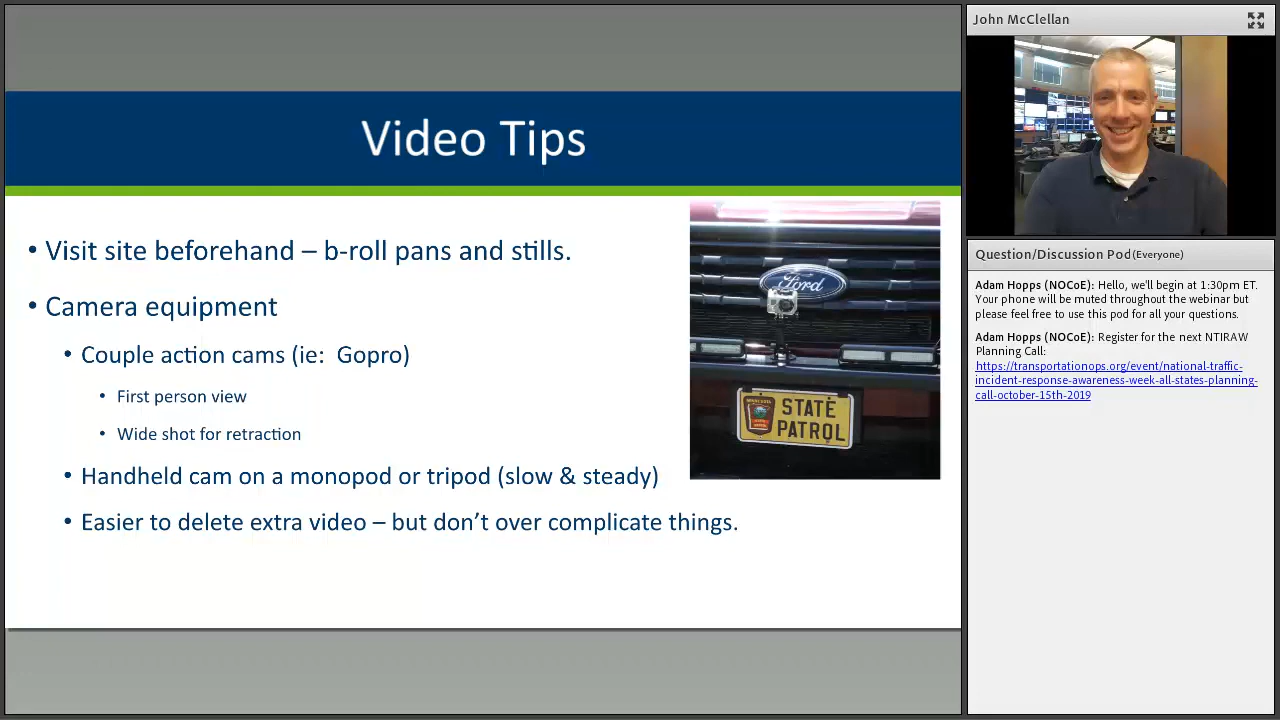 Video Tips
• Visit site beforehand – b-roll pans and stills.
• Camera equipment
• Couple action cams (ie:  Gopro)
• First person view
• Wide shot for retraction
• Handheld cam on a monopod or tripod (slow & steady)
• Easier to delete extra video – but don't over complicate things.
Ford
STATE
PATROL
John McClellan
Question/Discussion Pod (Everyone)
Adam Hopps (NOCoE): Hello, we'll begin at 1:30pm ET.
Your phone will be muted throughout the webinar but
please feel free to use this pod for all your questions.
Adam Hopps (NOCoE): Register for the next NTIRAW
Planning Call:
https://transportationops.org/event/national-traffic-
incident-response-awareness-week-all-states-planning-
call-october-15th-2019